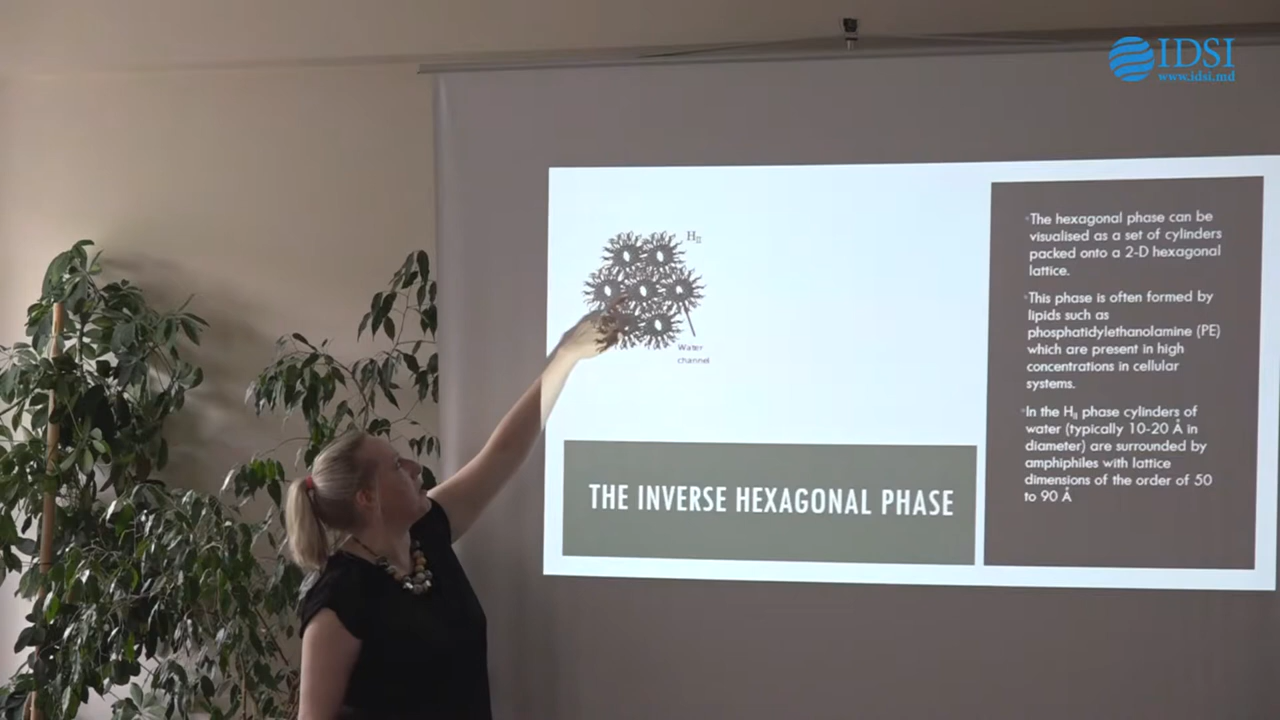 IDSI
www.idsi.md
H_II
Water
channel
THE INVERSE HEXAGONAL PHASE
The hexagonal phase can be
visualised as a set of cylinders
packed onto a 2-D hexagonal
lattice.
This phase is often formed by
lipids such as
phosphatidylethanolamine (PE)
which are present in high
concentrations in cellular
systems.
In the H_II phase cylinders of
water (typically 10-20 Å in
diameter) are surrounded by
amphiphiles with lattice
dimensions of the order of 50
to 90 Å